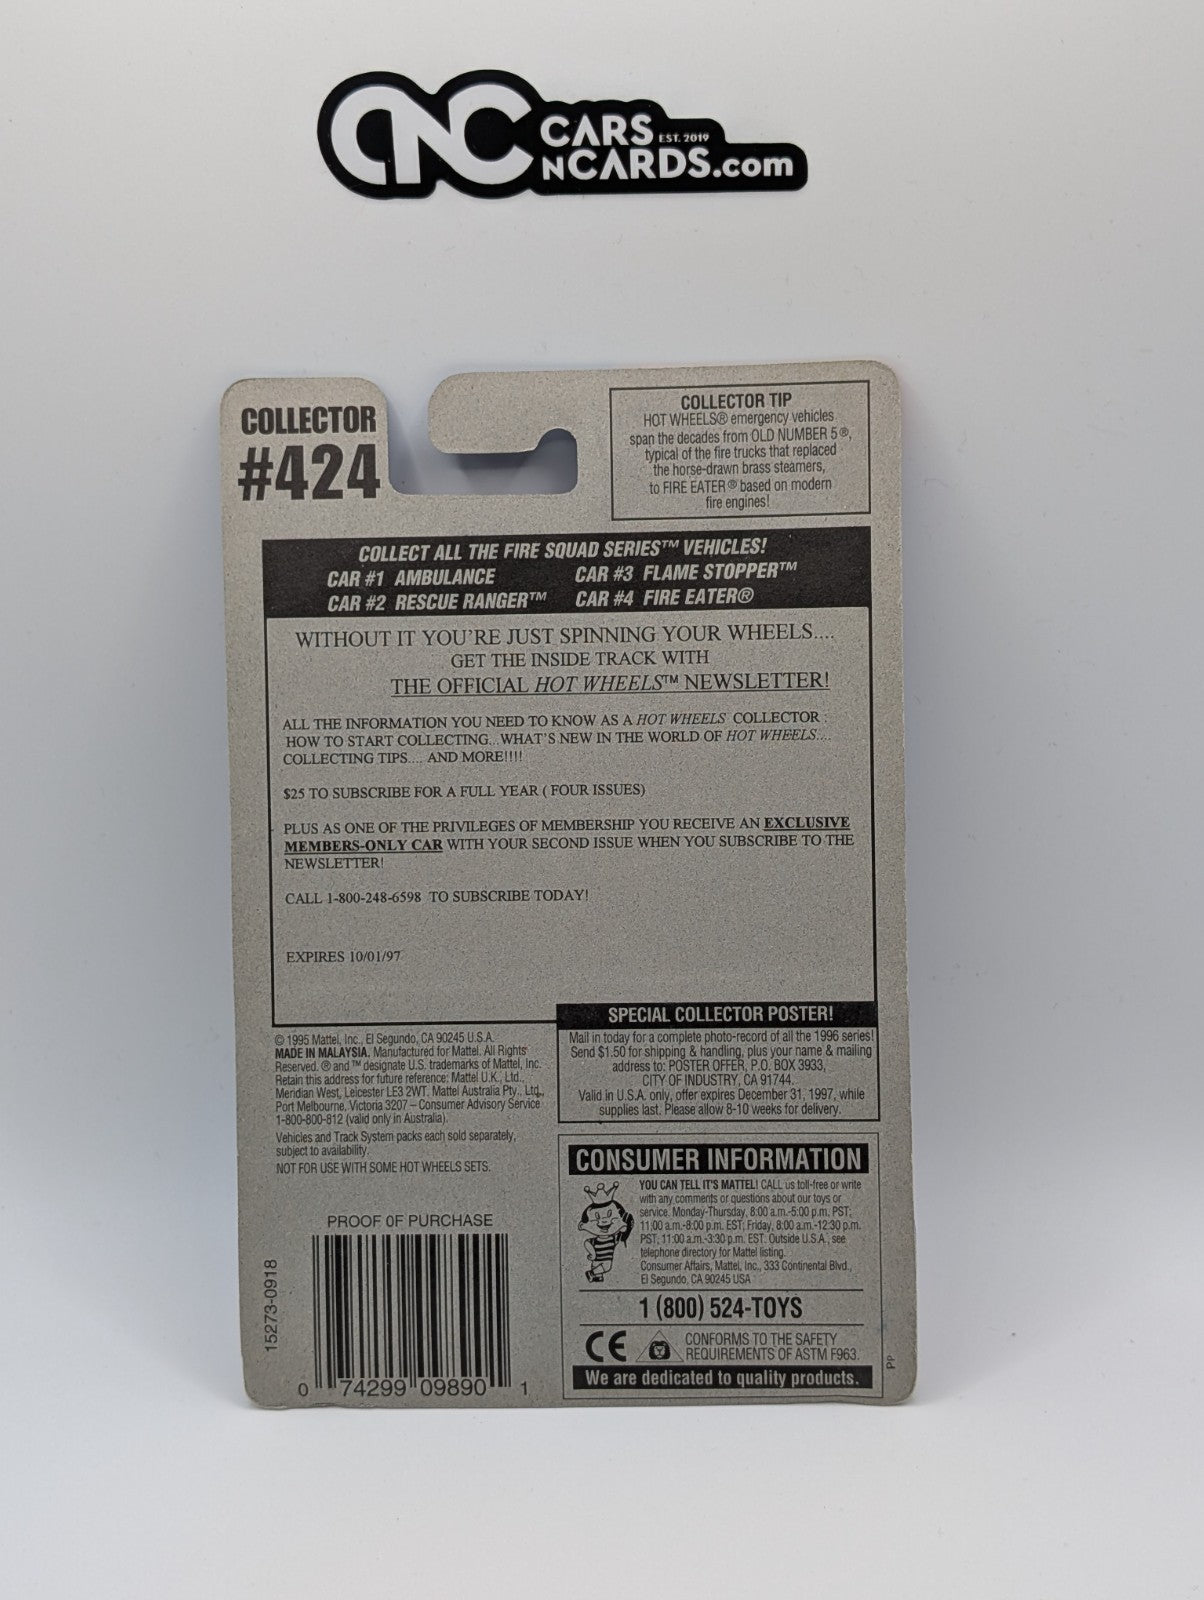 CNC
CARS EST. 2019
NCARDS.com
COLLECTOR
#424
COLLECTOR TIP
HOT WHEELS® emergency vehicles
span the decades from OLD NUMBER 5®,
typical of the fire trucks that replaced
the horse-drawn brass steamers,
to FIRE EATER® based on modern
fire engines!
COLLECT ALL THE FIRE SQUAD SERIES™ VEHICLES!
CAR #1 AMBULANCE CAR #3 FLAME STOPPER™
CAR #2 RESCUE RANGER™ CAR #4 FIRE EATER®
WITHOUT IT YOU'RE JUST SPINNING YOUR WHEELS....
GET THE INSIDE TRACK WITH
THE OFFICIAL HOT WHEELS™ NEWSLETTER!
ALL THE INFORMATION YOU NEED TO KNOW AS A HOT WHEELS COLLECTOR :
HOW TO START COLLECTING...WHAT'S NEW IN THE WORLD OF HOT WHEELS....
COLLECTING TIPS.... AND MORE!!!!
$25 TO SUBSCRIBE FOR A FULL YEAR ( FOUR ISSUES)
PLUS AS ONE OF THE PRIVILEGES OF MEMBERSHIP YOU RECEIVE AN EXCLUSIVE
MEMBERS-ONLY CAR WITH YOUR SECOND ISSUE WHEN YOU SUBSCRIBE TO THE
NEWSLETTER!
CALL 1-800-248-6598 TO SUBSCRIBE TODAY!
EXPIRES 10/01/97
SPECIAL COLLECTOR POSTER!
Mail in today for a complete photo-record of all the 1996 series!
Send $1.50 for shipping & handling, plus your name & mailing
address to: POSTER OFFER, P.O. BOX 3933,
CITY OF INDUSTRY, CA 91744.
Valid in U.S.A. only, offer expires December 31, 1997, while
supplies last. Please allow 8-10 weeks for delivery.
© 1995 Mattel, Inc., El Segundo, CA 90245 U.S.A.
MADE IN MALAYSIA. Manufactured for Mattel. All Rights
Reserved. ® and ™ designate U.S. trademarks of Mattel, Inc.
Retain this address for future reference: Mattel U.K., Ltd.,
Meridian West, Leicester LE3 2WT. Mattel Australia Pty., Ltd.,
Port Melbourne, Victoria 3207 – Consumer Advisory Service
1-800-800-812 (valid only in Australia).
Vehicles and Track System packs each sold separately,
subject to availability.
NOT FOR USE WITH SOME HOT WHEELS SETS.
PROOF OF PURCHASE
15273-0918
0 74299 09890 1
CONSUMER INFORMATION
YOU CAN TELL IT'S MATTEL! CALL us toll-free or write
with any comments or questions about our toys or
service. Monday-Thursday, 8:00 a.m.-5:00 p.m. PST;
11:00 a.m.-8:00 p.m. EST; Friday, 8:00 a.m.-12:30 p.m.
PST; 11:00 a.m.-3:30 p.m. EST. Outside U.S.A., see
telephone directory for Mattel listing.
Consumer Affairs, Mattel, Inc., 333 Continental Blvd.,
El Segundo, CA 90245 USA
1 (800) 524-TOYS
CE CONFORMS TO THE SAFETY
REQUIREMENTS OF ASTM F963.
We are dedicated to quality products.
PP